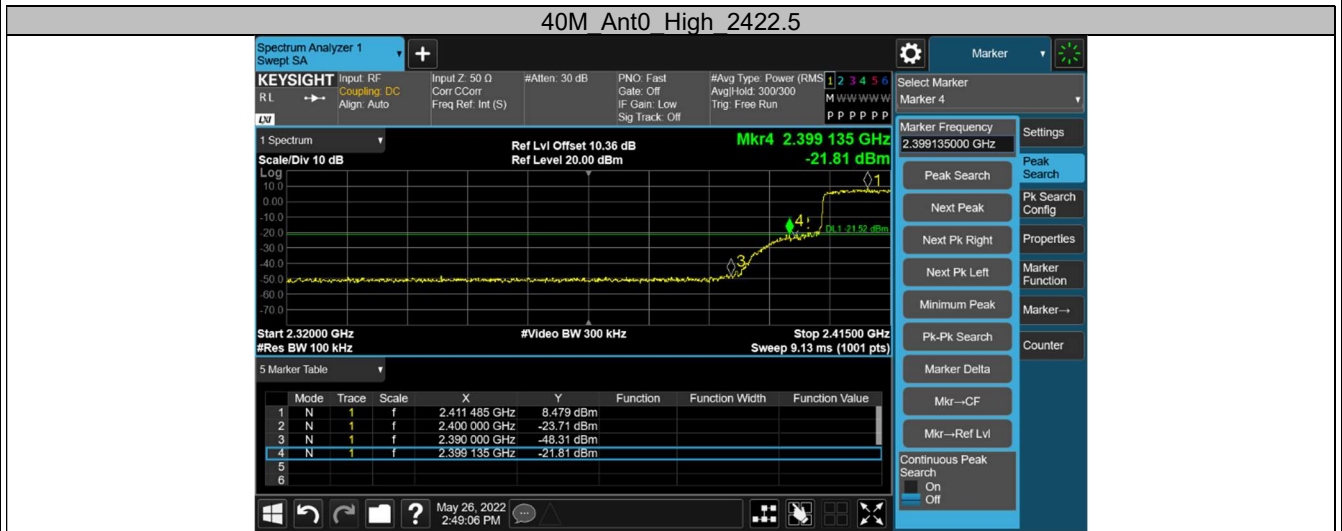 40M_Ant0_High_2422.5
Spectrum Analyzer 1
Swept SA
+
Marker
KEYSIGHT
RL
LXI
Input: RF
Coupling: DC
Align: Auto
Input Z: 50 Ω
Corr CCorr
Freq Ref: Int (S)
#Atten: 30 dB
PNO: Fast
Gate: Off
IF Gain: Low
Sig Track: Off
#Avg Type: Power (RMS
Avg|Hold: 300/300
Trig: Free Run
1 2 3 4 5 6
M W W W W W
P P P P P P
Select Marker
Marker 4
1 Spectrum
Scale/Div 10 dB
Ref Lvl Offset 10.36 dB
Ref Level 20.00 dBm
Mkr4 2.399 135 GHz
-21.81 dBm
Log
10.0
0.00
-10.0
-20.0
-30.0
-40.0
-50.0
-60.0
-70.0
1
4
3
DL1 -21.52 dBm
Start 2.32000 GHz
#Res BW 100 kHz
#Video BW 300 kHz
Stop 2.41500 GHz
Sweep 9.13 ms (1001 pts)
5 Marker Table
Mode Trace Scale X Y Function Function Width Function Value
1 N 1 f 2.411 485 GHz 8.479 dBm
2 N 1 f 2.400 000 GHz -23.71 dBm
3 N 1 f 2.390 000 GHz -48.31 dBm
4 N 1 f 2.399 135 GHz -21.81 dBm
5
6
Marker Frequency
2.399135000 GHz
Peak Search
Next Peak
Next Pk Right
Next Pk Left
Minimum Peak
Pk-Pk Search
Marker Delta
Mkr→CF
Mkr→Ref Lvl
Continuous Peak
Search
On
Off
Settings
Peak
Search
Pk Search
Config
Properties
Marker
Function
Marker→
Counter
?
May 26, 2022
2:49:06 PM